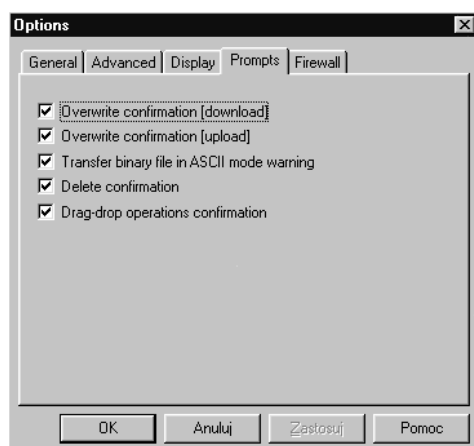 Options
General Advanced Display Prompts Firewall
Overwrite confirmation [download]
Overwrite confirmation [upload]
Transfer binary file in ASCII mode warning
Delete confirmation
Drag-drop operations confirmation
OK Anuluj Zastosuj Pomoc